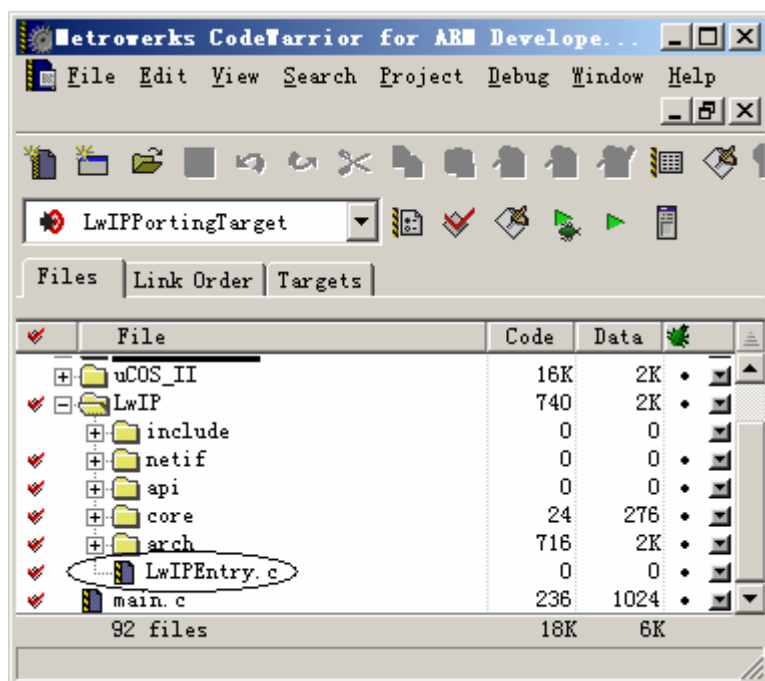 Metrowerks CodeWarrior for ARM Develope...
File Edit View Search Project Debug Window Help
LwIPPortingTarget
Files Link Order Targets
File Code Data
uCOS_II 16K 2K
LwIP 740 2K
include 0 0
netif 0 0
api 0 0
core 24 276
arch 716 2K
LwIPEntry.c 0 0
main.c 236 1024
92 files 18K 6K